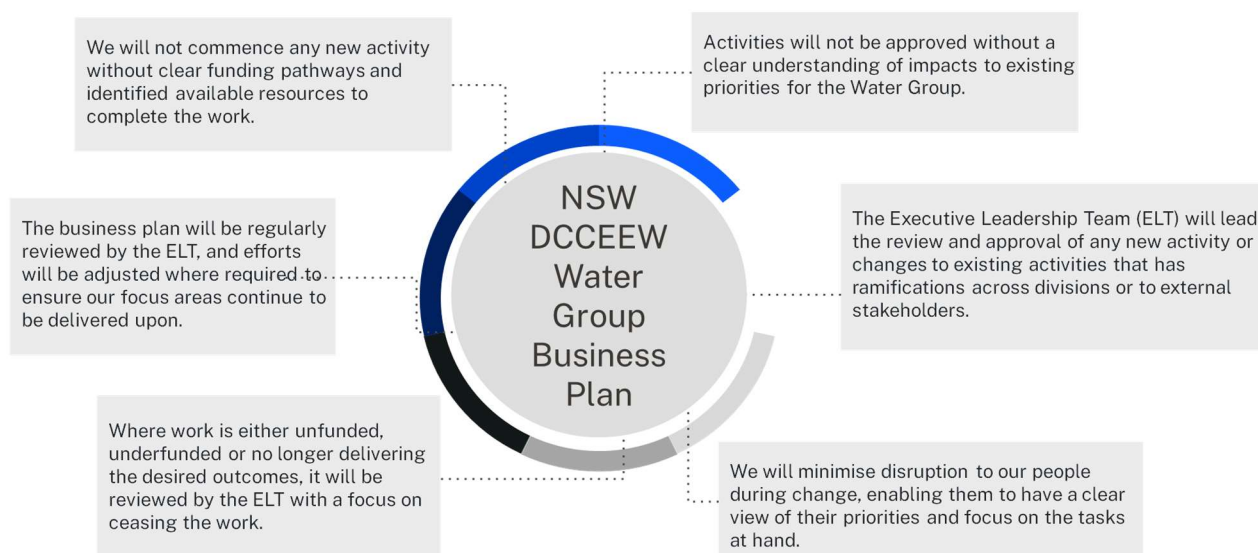 We will not commence any new activity
without clear funding pathways and
identified available resources to
complete the work.
Activities will not be approved without a
clear understanding of impacts to existing
priorities for the Water Group.
The business plan will be regularly
reviewed by the ELT, and efforts
will be adjusted where required to
ensure our focus areas continue to
be delivered upon.
NSW
DCCEEW
Water
Group
Business
Plan
The Executive Leadership Team (ELT) will lead
the review and approval of any new activity or
changes to existing activities that has
ramifications across divisions or to external
stakeholders.
Where work is either unfunded,
underfunded or no longer delivering
the desired outcomes, it will be
reviewed by the ELT with a focus on
ceasing the work.
We will minimise disruption to our people
during change, enabling them to have a clear
view of their priorities and focus on the tasks
at hand.